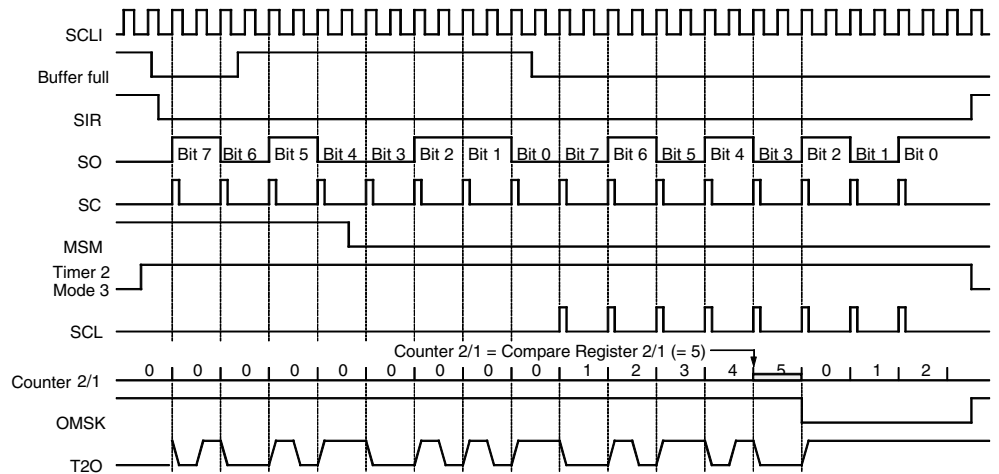 SCLI
Buffer full
SIR
SO Bit 7 Bit 6 Bit 5 Bit 4 Bit 3 Bit 2 Bit 1 Bit 0 Bit 7 Bit 6 Bit 5 Bit 4 Bit 3 Bit 2 Bit 1 Bit 0
SC
MSM
Timer 2
Mode 3
SCL
Counter 2/1 = Compare Register 2/1 (= 5)
Counter 2/1 0 0 0 0 0 0 0 0 0 1 2 3 4 5 0 1 2
OMSK
T2O